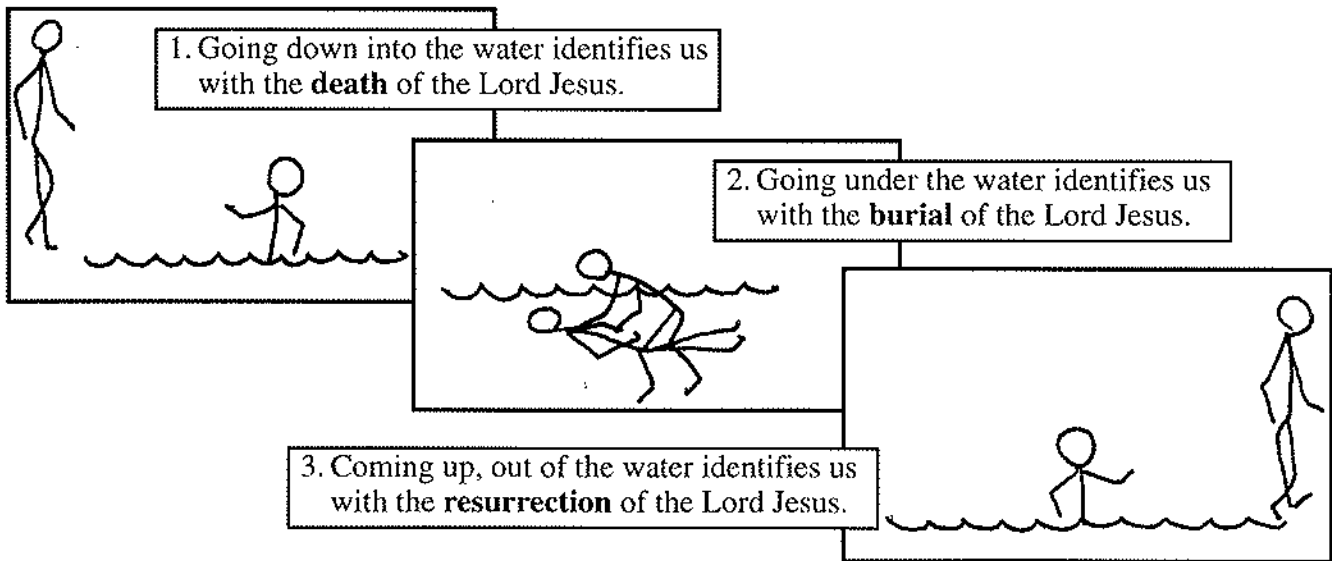 1. Going down into the water identifies us
with the death of the Lord Jesus.
2. Going under the water identifies us
with the burial of the Lord Jesus.
3. Coming up, out of the water identifies us
with the resurrection of the Lord Jesus.